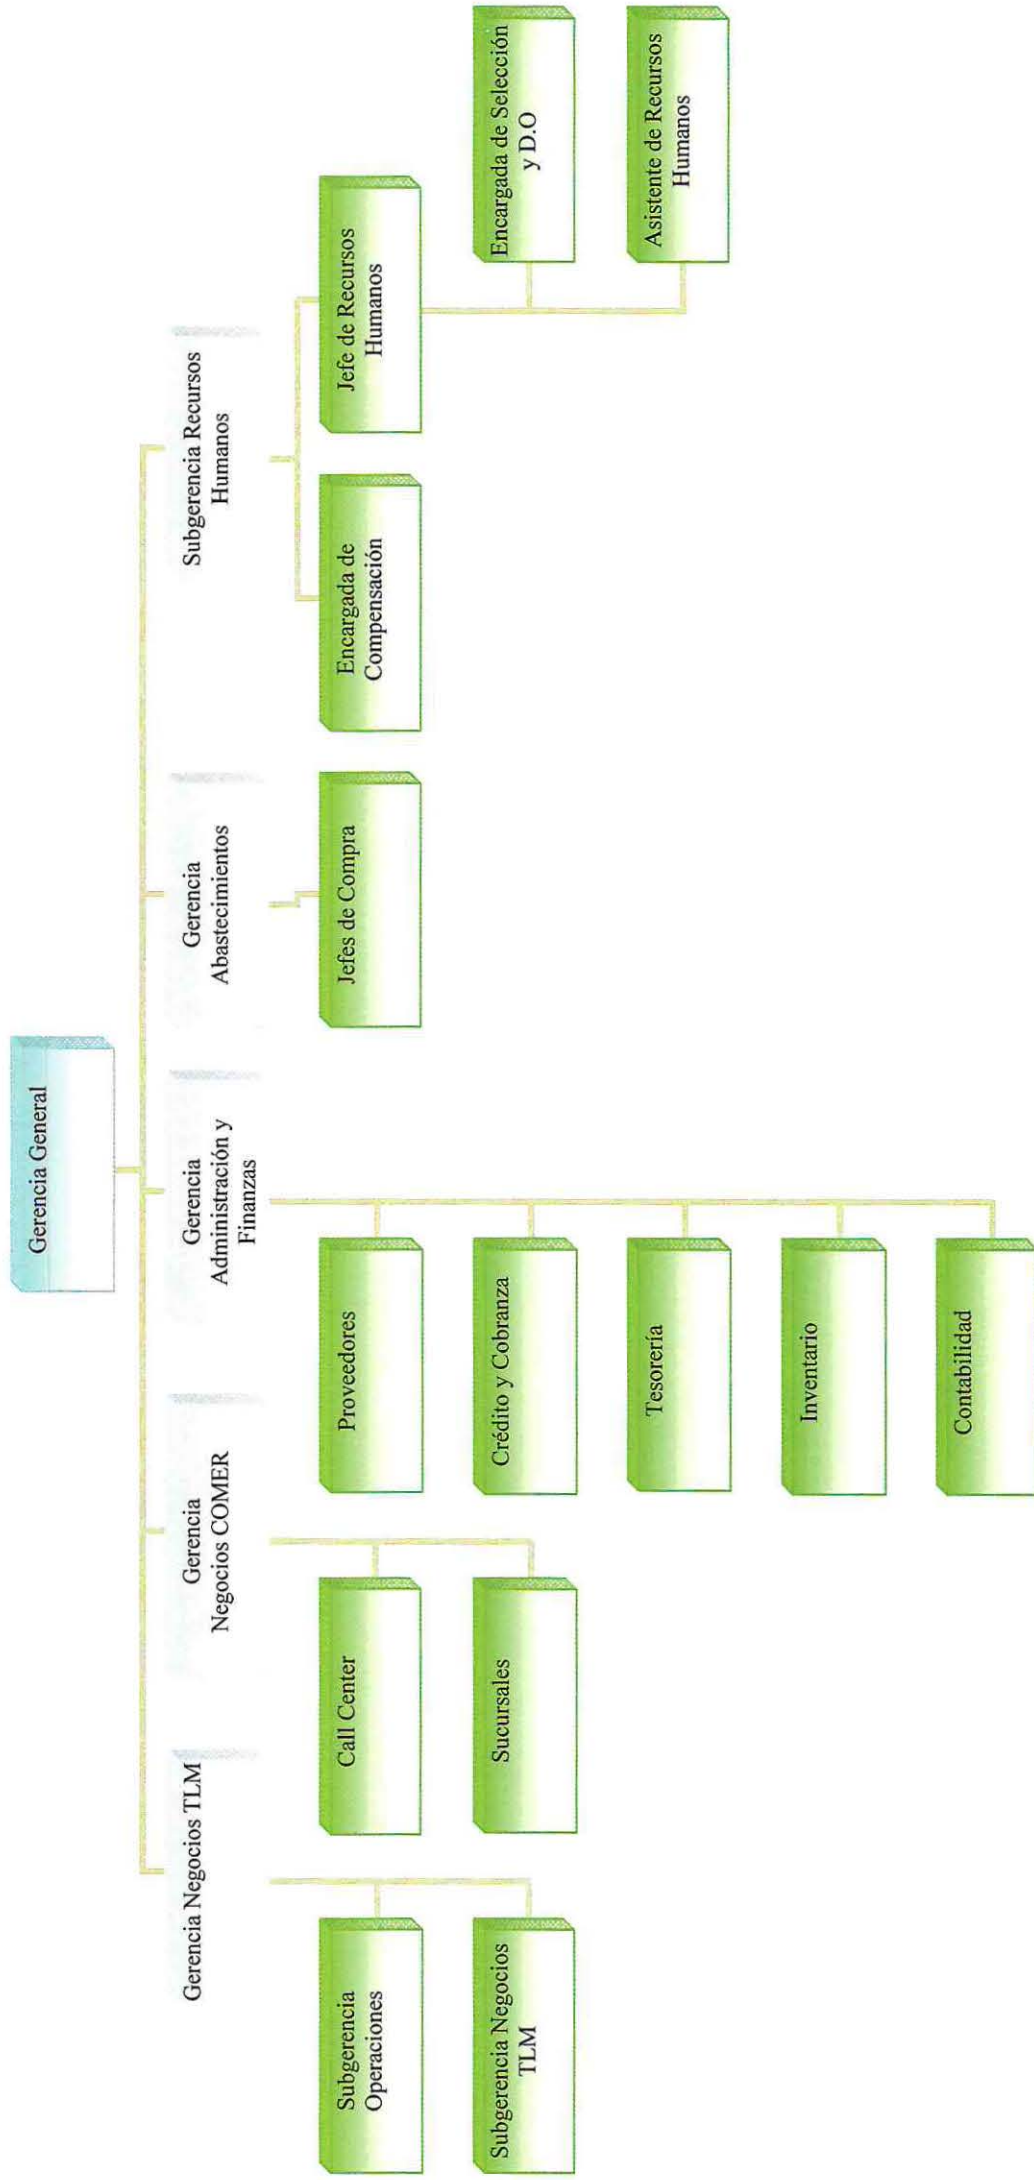 Gerencia General
Gerencia Negocios TLM
Gerencia
Negocios COMER
Gerencia
Administración y
Finanzas
Gerencia
Abastecimientos
Subgerencia Recursos
Humanos
Subgerencia
Operaciones
Subgerencia Negocios
TLM
Call Center
Sucursales
Proveedores
Crédito y Cobranza
Tesorería
Inventario
Contabilidad
Jefes de Compra
Encargada de
Compensación
Jefe de Recursos
Humanos
Encargada de Selección
y D.O
Asistente de Recursos
Humanos